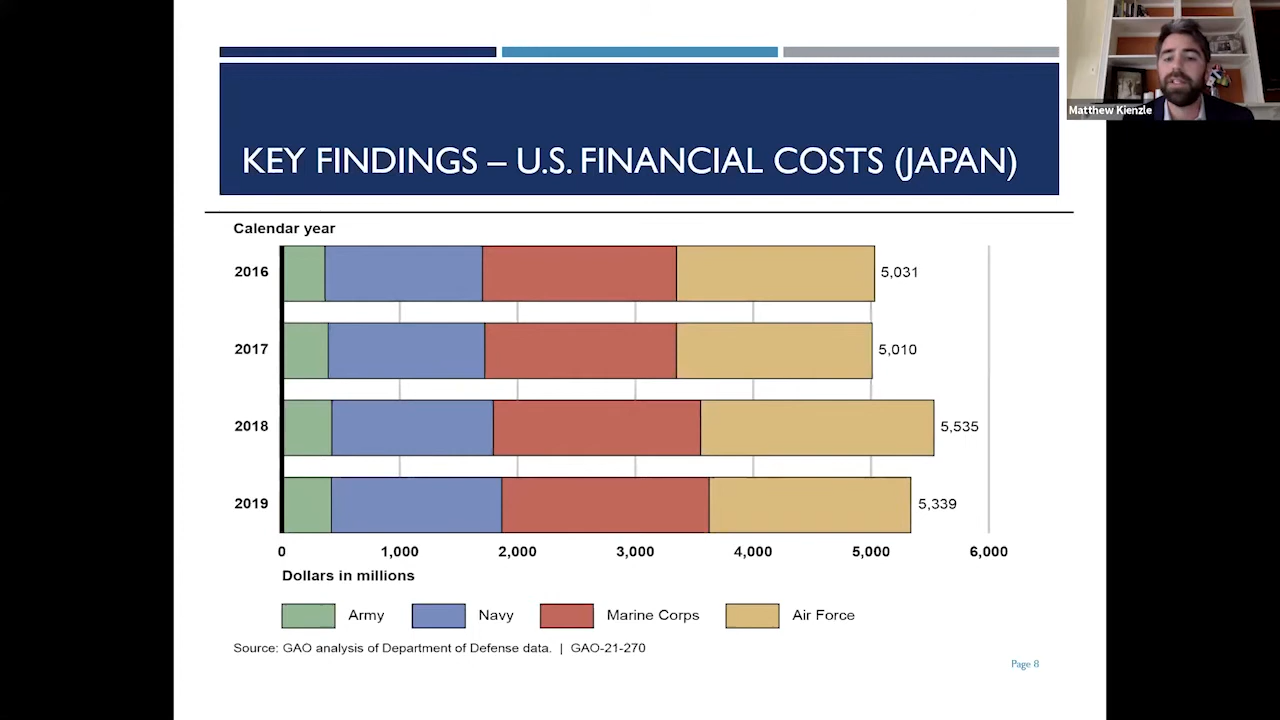 Matthew Kienzle
KEY FINDINGS – U.S. FINANCIAL COSTS (JAPAN)
Calendar year
2016 5,031
2017 5,010
2018 5,535
2019 5,339
0 1,000 2,000 3,000 4,000 5,000 6,000
Dollars in millions
Army Navy Marine Corps Air Force
Source: GAO analysis of Department of Defense data. | GAO-21-270
Page 8